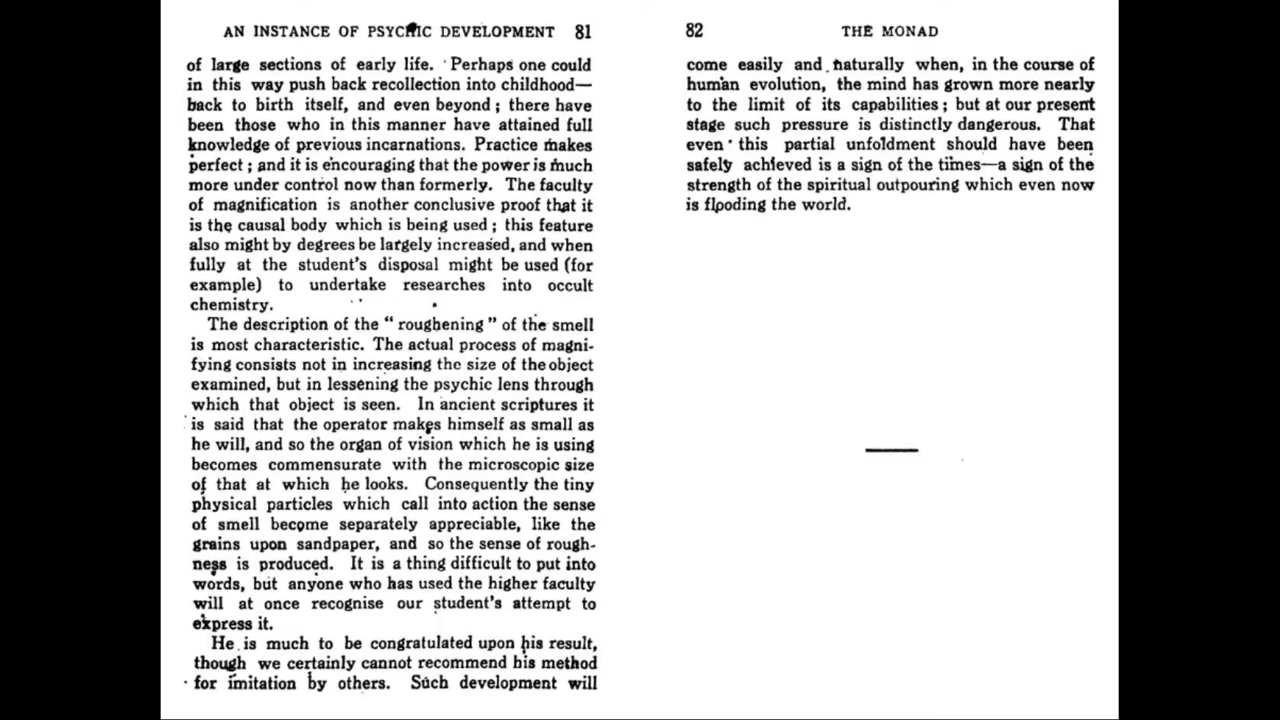 AN INSTANCE OF PSYCHIC DEVELOPMENT 81
of large sections of early life. Perhaps one could
in this way push back recollection into childhood—
back to birth itself, and even beyond; there have
been those who in this manner have attained full
knowledge of previous incarnations. Practice makes
perfect; and it is encouraging that the power is much
more under control now than formerly. The faculty
of magnification is another conclusive proof that it
is the causal body which is being used; this feature
also might by degrees be largely increased, and when
fully at the student's disposal might be used (for
example) to undertake researches into occult
chemistry.
The description of the “roughening” of the smell
is most characteristic. The actual process of magni-
fying consists not in increasing the size of the object
examined, but in lessening the psychic lens through
which that object is seen. In ancient scriptures it
is said that the operator makes himself as small as
he will, and so the organ of vision which he is using
becomes commensurate with the microscopic size
of that at which he looks. Consequently the tiny
physical particles which call into action the sense
of smell become separately appreciable, like the
grains upon sandpaper, and so the sense of rough-
ness is produced. It is a thing difficult to put into
words, but anyone who has used the higher faculty
will at once recognise our student's attempt to
express it.
He is much to be congratulated upon his result,
though we certainly cannot recommend his method
for imitation by others. Such development will
82 THE MONAD
come easily and naturally when, in the course of
human evolution, the mind has grown more nearly
to the limit of its capabilities; but at our present
stage such pressure is distinctly dangerous. That
even this partial unfoldment should have been
safely achieved is a sign of the times—a sign of the
strength of the spiritual outpouring which even now
is flooding the world.